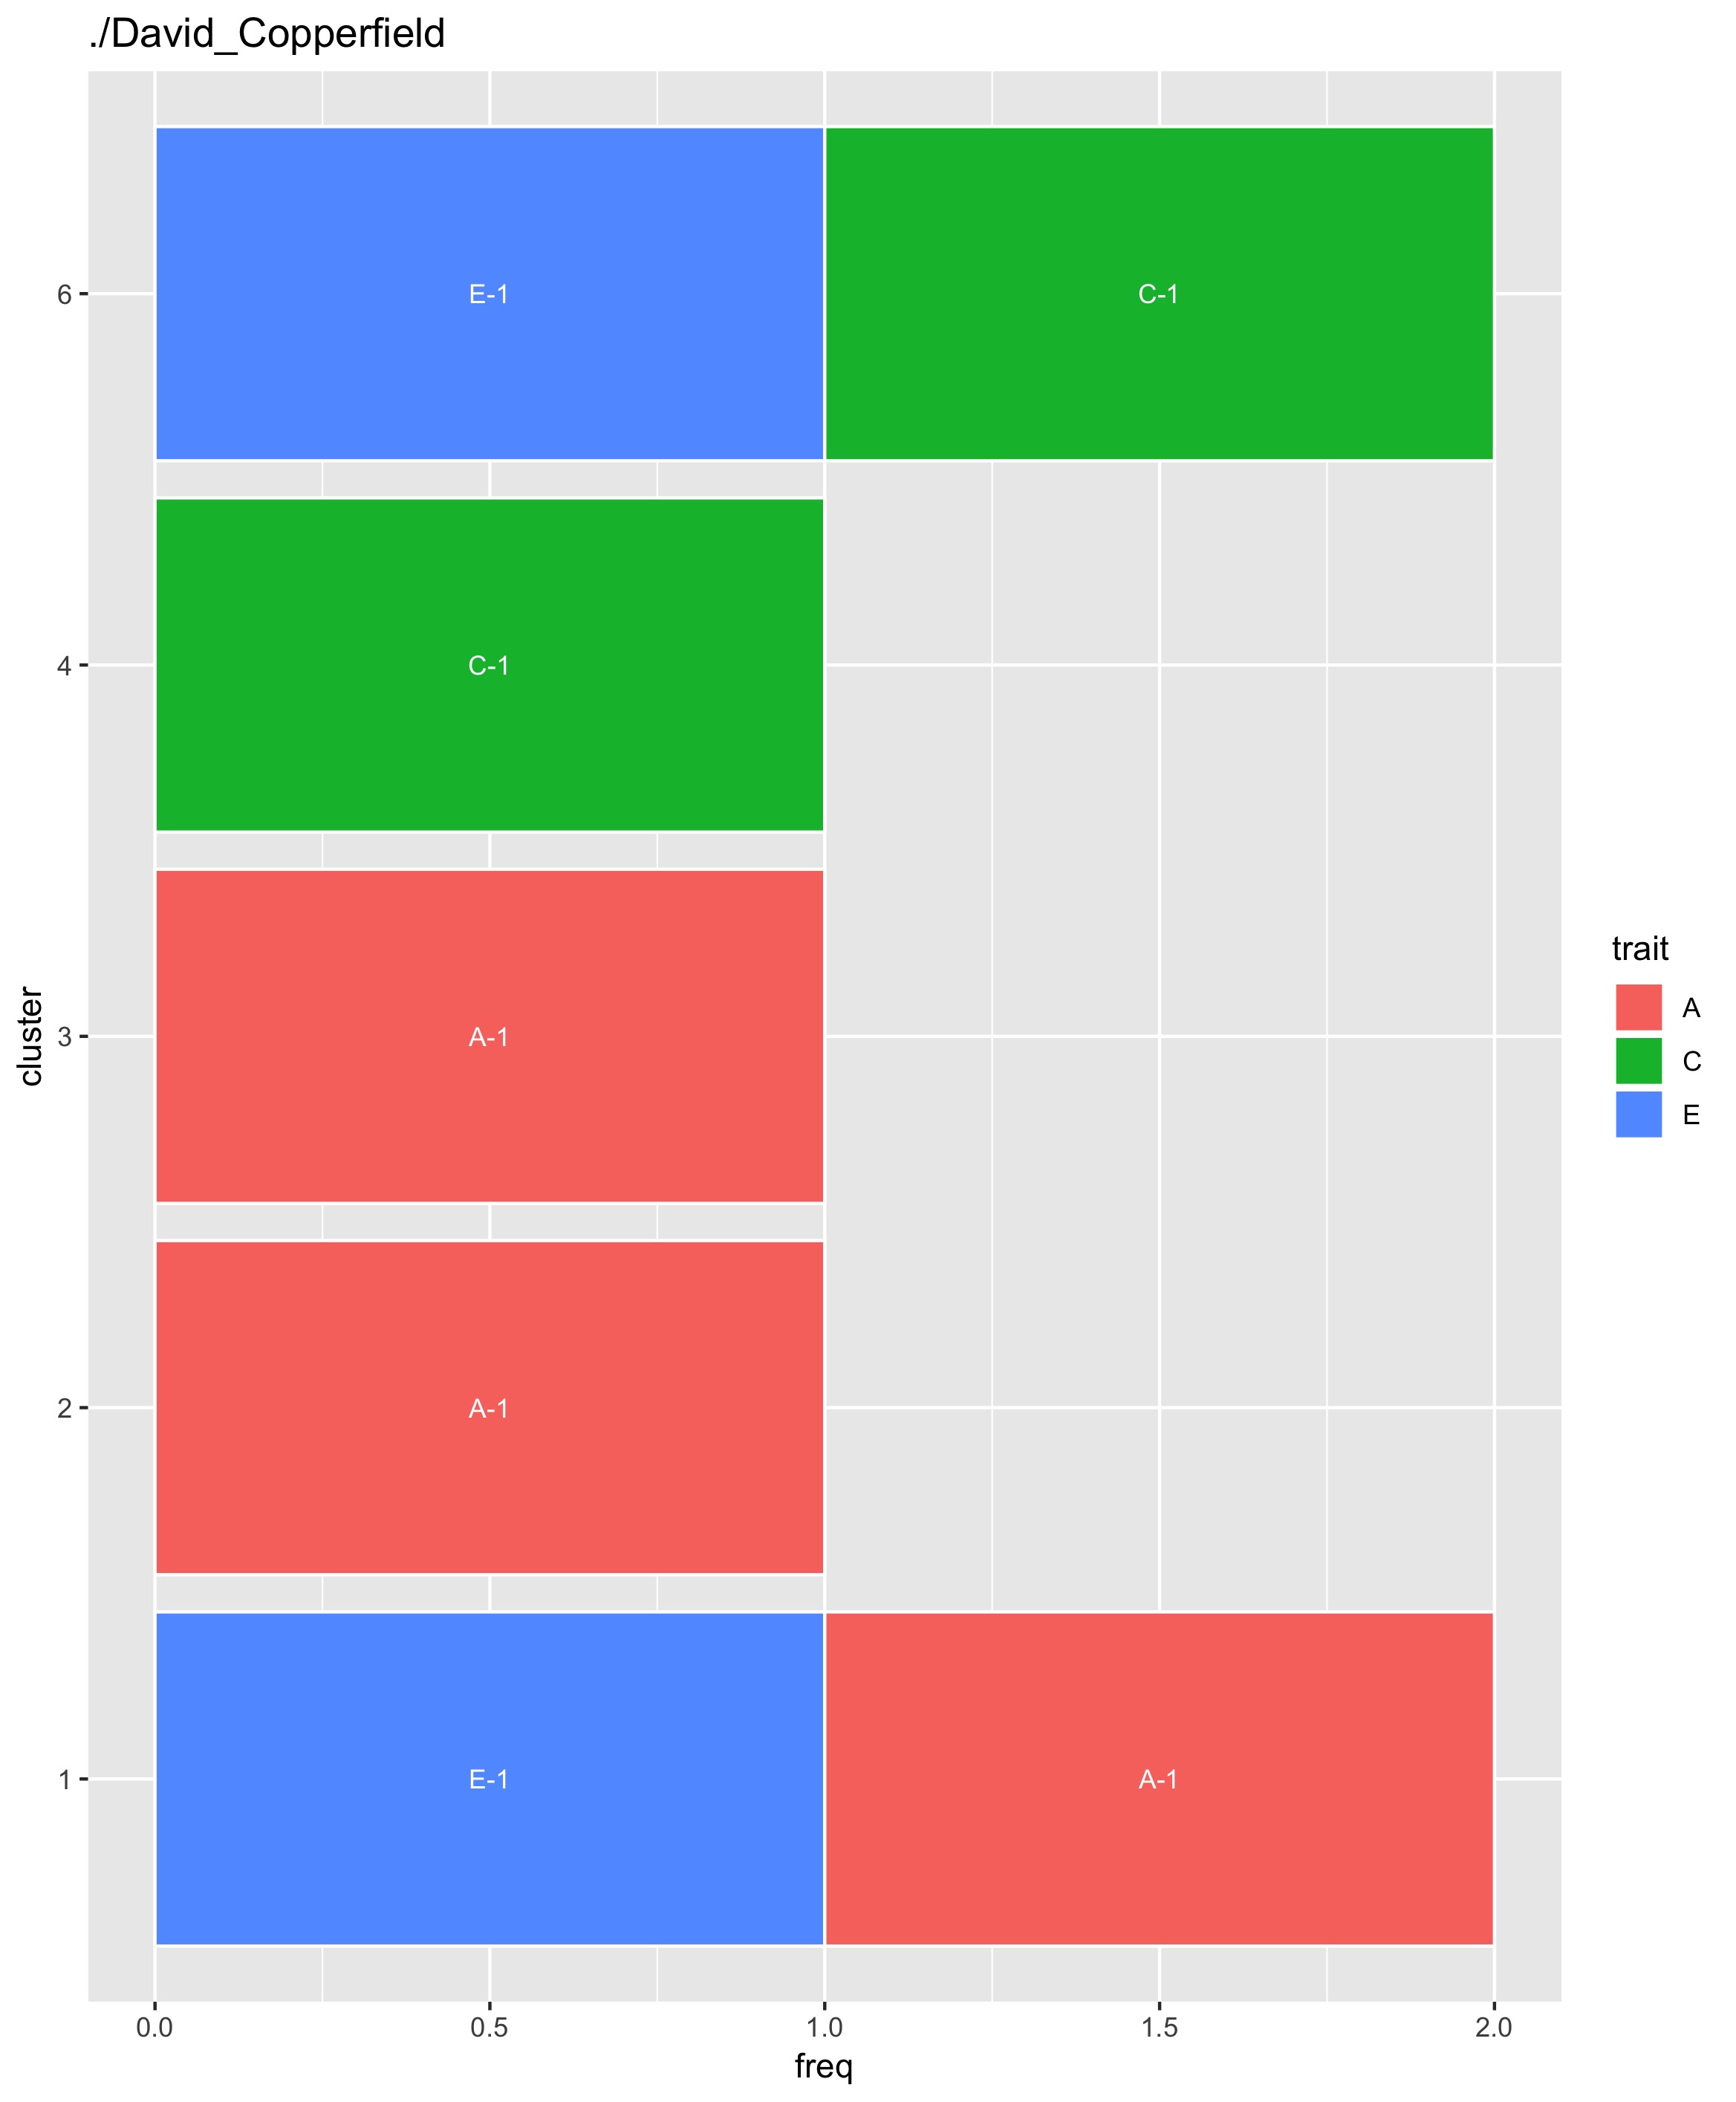 ./David_Copperfield
6
E-1
C-1
4
C-1
cluster
3
A-1
2
A-1
1
E-1
A-1
0.0
0.5
1.0
1.5
2.0
freq
trait
A
C
E